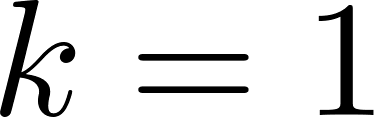 k = 1